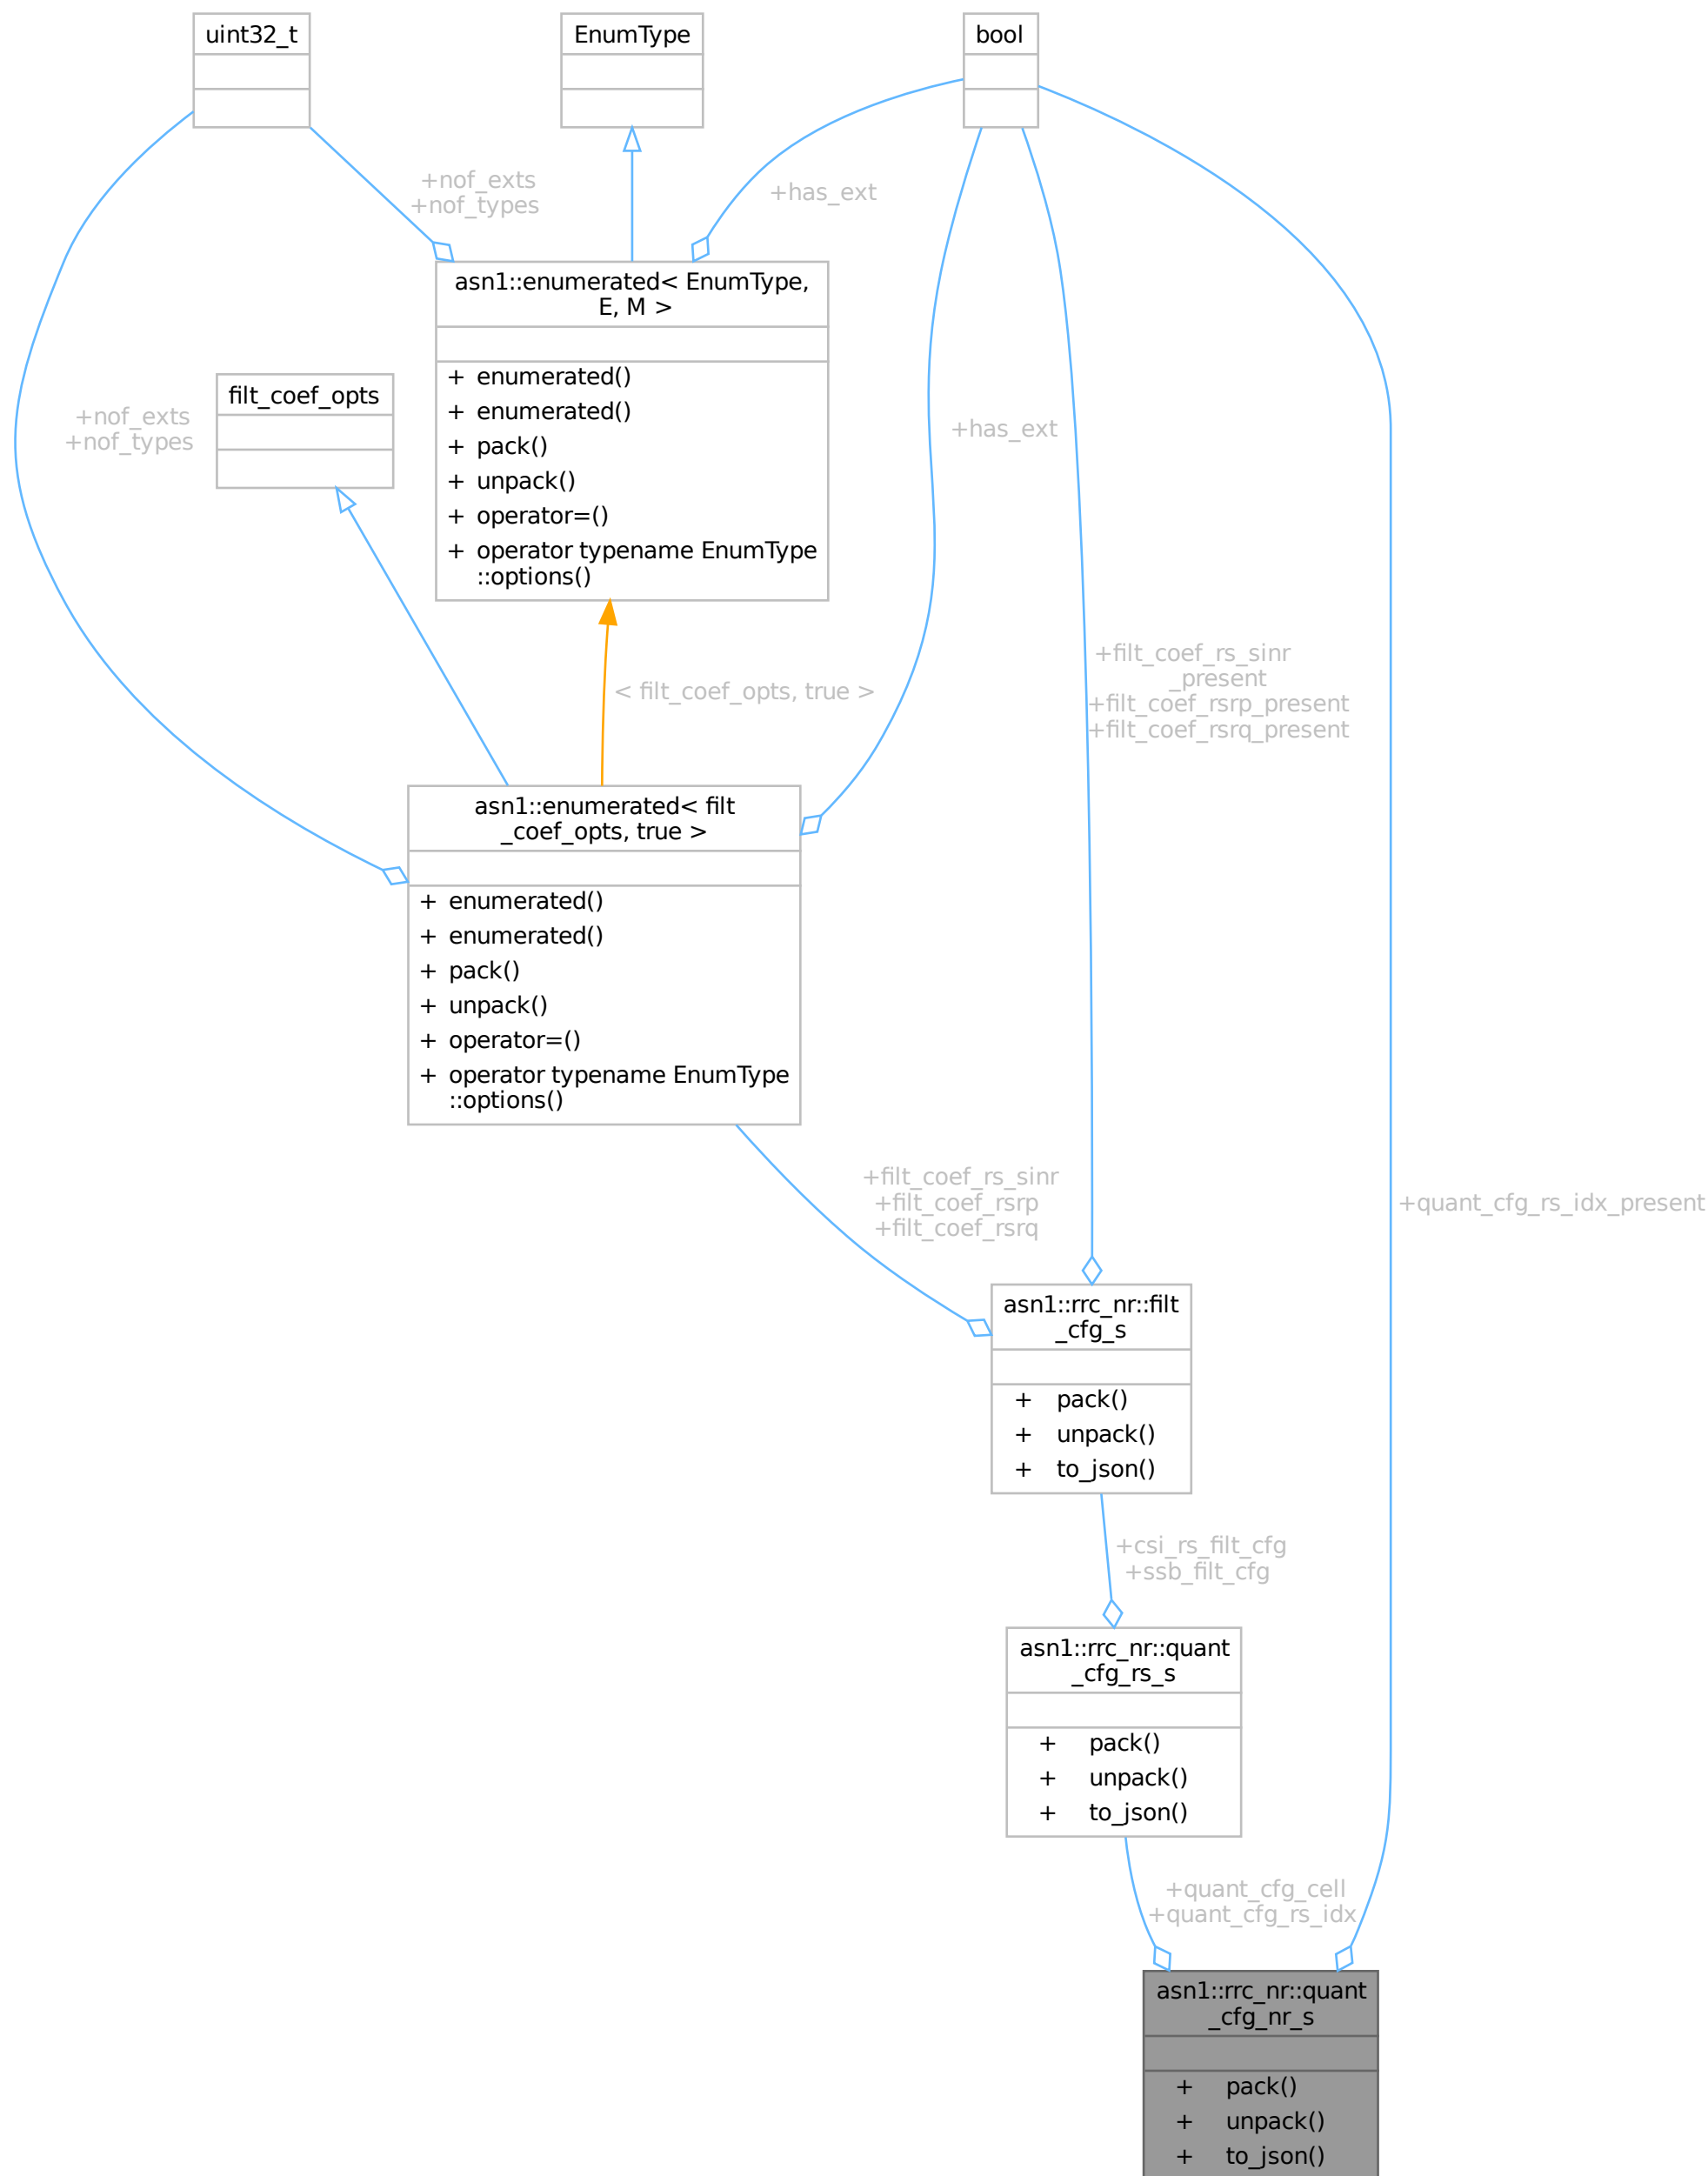 uint32_t
EnumType
bool
+nof_exts
+nof_types
+has_ext
asn1::enumerated< EnumType,
E, M >
+ enumerated()
+ enumerated()
+ pack()
+ unpack()
+ operator=()
+ operator typename EnumType
::options()
filt_coef_opts
+nof_exts
+nof_types
+has_ext
< filt_coef_opts, true >
+filt_coef_rs_sinr
_present
+filt_coef_rsrp_present
+filt_coef_rsrq_present
asn1::enumerated< filt
_coef_opts, true >
+ enumerated()
+ enumerated()
+ pack()
+ unpack()
+ operator=()
+ operator typename EnumType
::options()
+filt_coef_rs_sinr
+filt_coef_rsrp
+filt_coef_rsrq
+quant_cfg_rs_idx_present
asn1::rrc_nr::filt
_cfg_s
+ pack()
+ unpack()
+ to_json()
+csi_rs_filt_cfg
+ssb_filt_cfg
asn1::rrc_nr::quant
_cfg_rs_s
+ pack()
+ unpack()
+ to_json()
+quant_cfg_cell
+quant_cfg_rs_idx
asn1::rrc_nr::quant
_cfg_nr_s
+ pack()
+ unpack()
+ to_json()